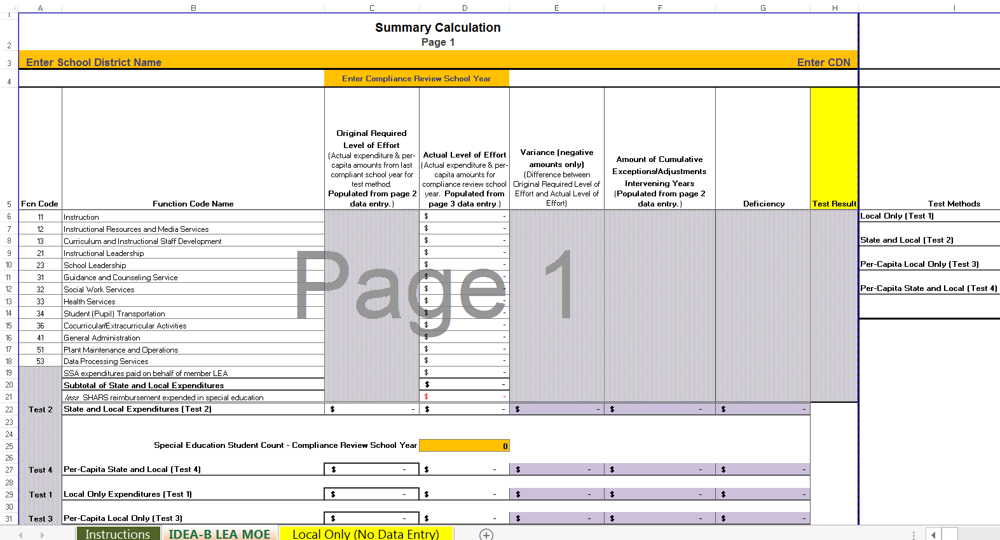 A B C D E F G H I
1
2 Summary Calculation
Page 1
3 Enter School District Name Enter CDN
4 Enter Compliance Review School Year
Original Required
Level of Effort
(Actual expenditure & per-
capita amounts from last
compliant school year for
test method.
Populated from page 2
data entry.)
Actual Level of Effort
(Actual expenditure & per-
capita amounts for
compliance review school
year. Populated from
page 3 data entry.)
Variance (negative
amounts only)
(Difference between
Original Required Level of
Effort and Actual Level of
Effort)
Amount of Cumulative
Exceptions/Adjustments
Intervening Years
(Populated from page 2
data entry.)
5 Fcn Code Function Code Name Deficiency Test Result Test Methods
6 11 Instruction $ - Local Only (Test 1)
7 12 Instructional Resources and Media Services $ -
8 13 Curriculum and Instructional Staff Development $ - State and Local (Test 2)
9 21 Instructional Leadership $ -
10 23 School Leadership $ - Per-Capita Local Only (Test 3)
11 31 Guidance and Counseling Service $ -
12 32 Social Work Services $ - Per-Capita State and Local (Test 4)
13 33 Health Services $ -
14 34 Student (Pupil) Transportation $ -
15 36 Cocurricular/Extracurricular Activities $ -
16 41 General Administration $ -
17 51 Plant Maintenance and Operations $ -
18 53 Data Processing Services $ -
19 SSA expenditures paid on behalf of member LEA $ -
20 Subtotal of State and Local Expenditures $ -
21 less SHARS reimbursement expended in special education $ -
22 Test 2 State and Local Expenditures (Test 2) $ - $ - $ - $ - $ -
23
24
25 Special Education Student Count - Compliance Review School Year 0
26
27 Test 4 Per-Capita State and Local (Test 4) $ - $ - $ - $ - $ -
28
29 Test 1 Local Only Expenditures (Test 1) $ - $ - $ - $ - $ -
30
31 Test 3 Per-Capita Local Only (Test 3) $ - $ - $ - $ - $ -
Page 1
Instructions IDEA-B LEA MOE Local Only (No Data Entry)